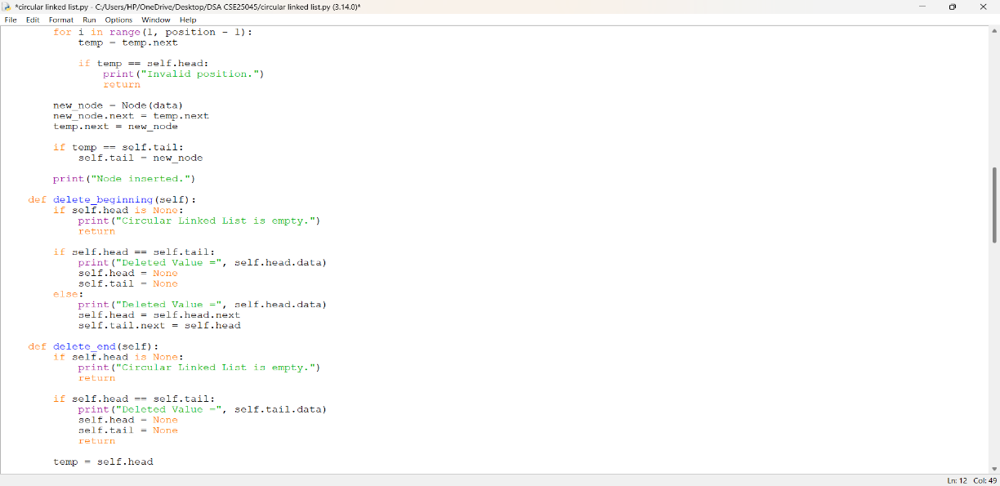 *circular linked list.py - C:/Users/HP/OneDrive/Desktop/DSA CSE25045/circular linked list.py (3.14.0)*
File Edit Format Run Options Window Help
        for i in range(1, position - 1):
            temp = temp.next

            if temp == self.head:
                print("Invalid position.")
                return

        new_node = Node(data)
        new_node.next = temp.next
        temp.next = new_node

        if temp == self.tail:
            self.tail = new_node

        print("Node inserted.")

    def delete_beginning(self):
        if self.head is None:
            print("Circular Linked List is empty.")
            return

        if self.head == self.tail:
            print("Deleted Value =", self.head.data)
            self.head = None
            self.tail = None
        else:
            print("Deleted Value =", self.head.data)
            self.head = self.head.next
            self.tail.next = self.head

    def delete_end(self):
        if self.head is None:
            print("Circular Linked List is empty.")
            return

        if self.head == self.tail:
            print("Deleted Value =", self.tail.data)
            self.head = None
            self.tail = None
            return

        temp = self.head
Ln: 12 Col: 49